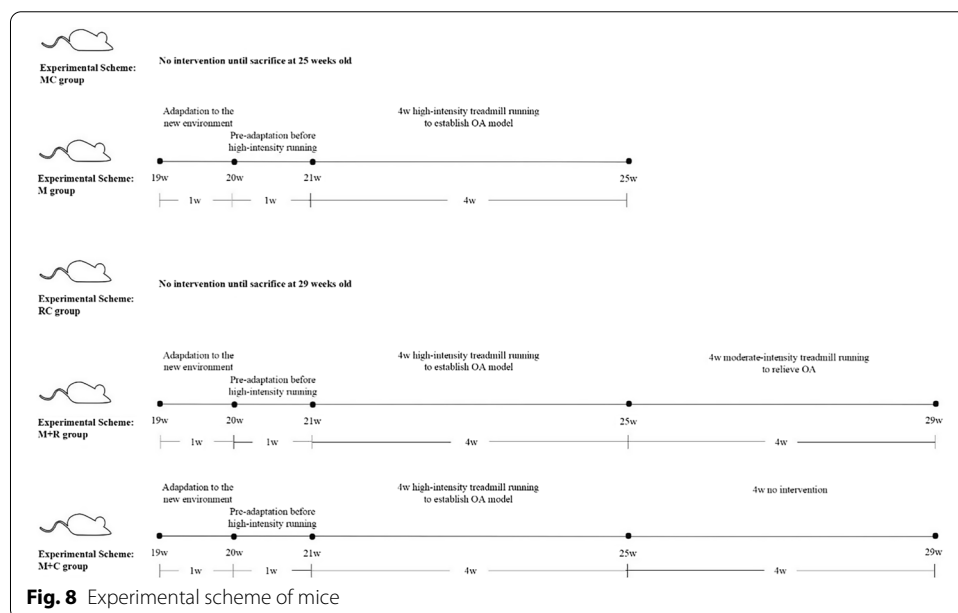 Experimental Scheme:
MC group
No intervention until sacrifice at 25 weeks old
Adapdation to the
new environment
Pre-adaptation before
high-intensity running
4w high-intensity treadmill running
to establish OA model
Experimental Scheme:
M group
19w 20w 21w 25w
1w 1w 4w
Experimental Scheme:
RC group
No intervention until sacrifice at 29 weeks old
Adapdation to the
new environment
Pre-adaptation before
high-intensity running
4w high-intensity treadmill running
to establish OA model
4w moderate-intensity treadmill running
to relieve OA
Experimental Scheme:
M+R group
19w 20w 21w 25w 29w
1w 1w 4w 4w
Adapdation to the
new environment
Pre-adaptation before
high-intensity running
4w high-intensity treadmill running
to establish OA model
4w no intervention
Experimental Scheme:
M+C group
19w 20w 21w 25w 29w
1w 1w 4w 4w
Fig. 8 Experimental scheme of mice